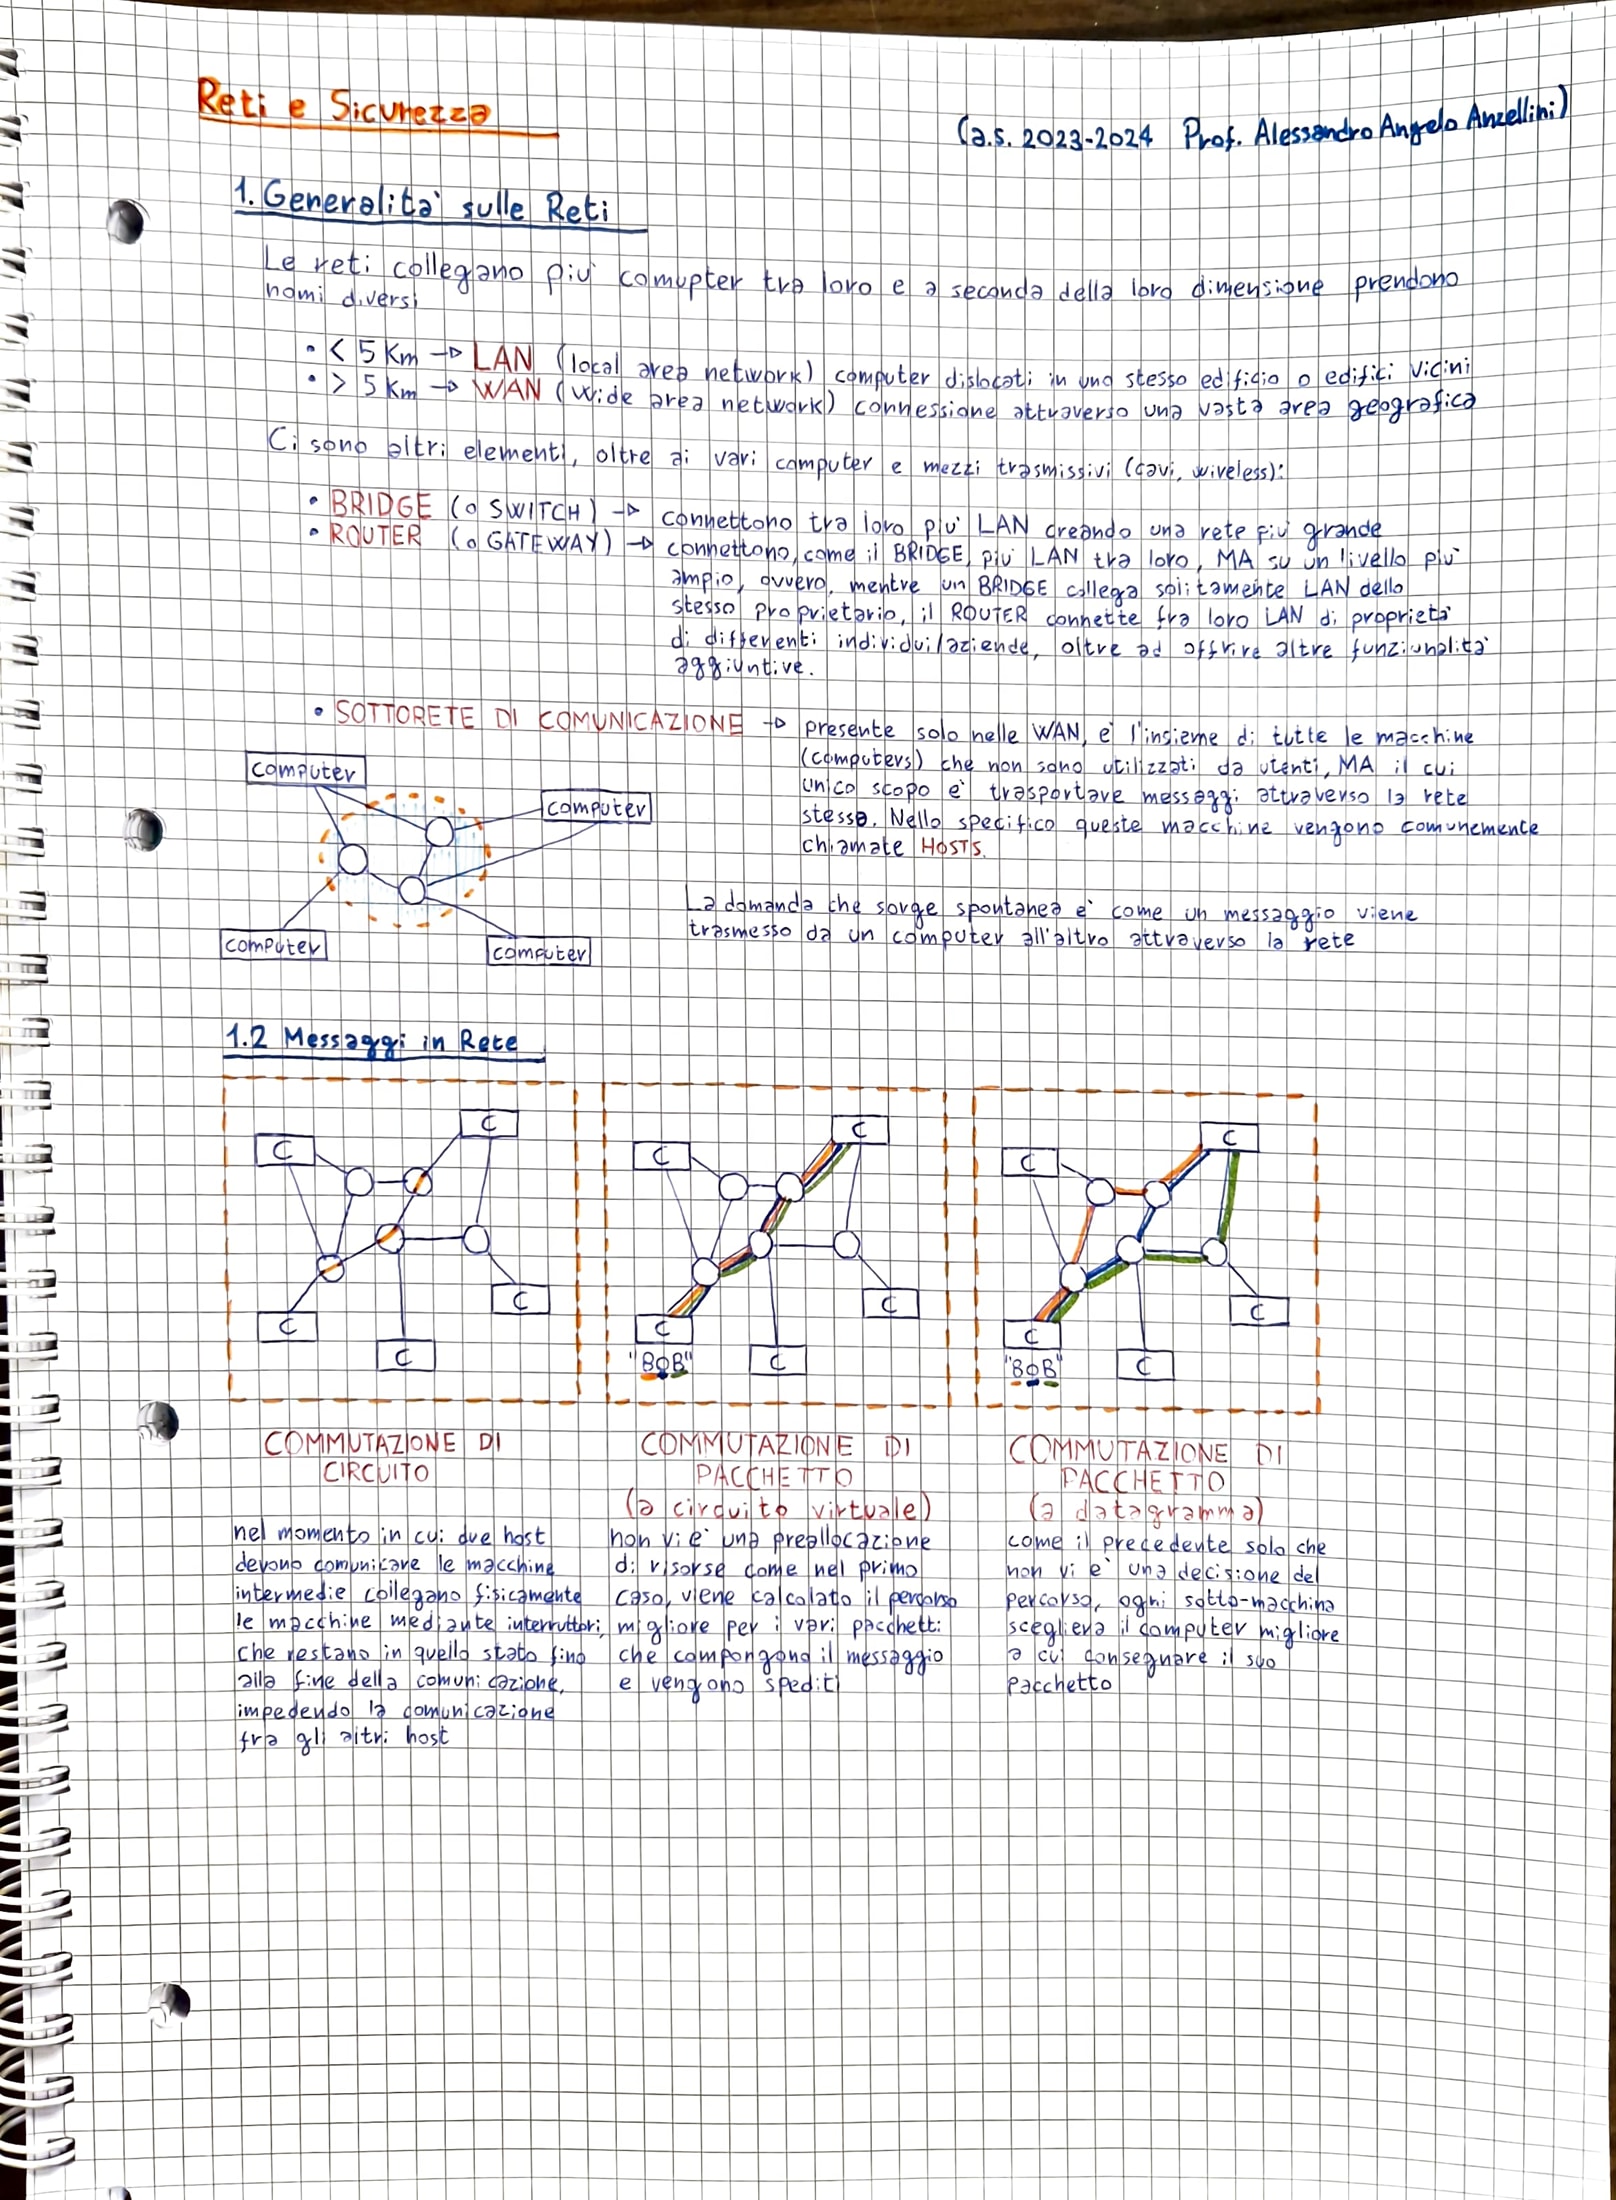 Reti e Sicurezza
(a.s. 2023-2024 Prof. Alessandro Angelo Anzellini)
1. Generalita' sulle Reti
Le reti collegano piu' comupter tra loro e a seconda della loro dimensione prendono
nomi diversi
• < 5 Km → LAN (local area network) computer dislocati in uno stesso edificio o edifici vicini
• > 5 Km → WAN (wide area network) connessione attraverso una vasta area geografica
Ci sono altri elementi, oltre ai vari computer e mezzi trasmissivi (cavi, wireless):
• BRIDGE (o SWITCH) → connettono tra loro piu' LAN creando una rete piu' grande
• ROUTER (o GATEWAY) → connettono, come il BRIDGE, piu' LAN tra loro, MA su un livello piu'
ampio, ovvero, mentre un BRIDGE collega solitamente LAN dello
stesso proprietario, il ROUTER connette fra loro LAN di proprieta'
di differenti individui/aziende, oltre ad offrire altre funzionalita'
aggiuntive.
• SOTTORETE DI COMUNICAZIONE → presente solo nelle WAN, e' l'insieme di tutte le macchine
(computers) che non sono utilizzati da utenti, MA il cui
unico scopo e' trasportare messaggi attraverso la rete
stessa. Nello specifico queste macchine vengono comunemente
chiamate HOSTS.
computer
computer
computer
computer
La domanda che sorge spontanea e' come un messaggio viene
trasmesso da un computer all'altro attraverso la rete
1.2 Messaggi in Rete
C
C
C
C
C
C
C
C
C
C
"BOB"
C
C
C
C
C
"BOB"
COMMUTAZIONE DI
CIRCUITO
nel momento in cui due host
devono comunicare le macchine
intermedie collegano fisicamente
le macchine mediante interruttori,
che restano in quello stato fino
alla fine della comunicazione,
impedendo la comunicazione
fra gli altri host
COMMUTAZIONE DI
PACCHETTO
(a circuito virtuale)
non vi e' una preallocazione
di risorse come nel primo
caso, viene calcolato il percorso
migliore per i vari pacchetti
che compongono il messaggio
e vengono spediti
COMMUTAZIONE DI
PACCHETTO
(a datagramma)
come il precedente solo che
non vi e' una decisione del
percorso, ogni sotto-macchina
scegliera il computer migliore
a cui consegnare il suo
pacchetto